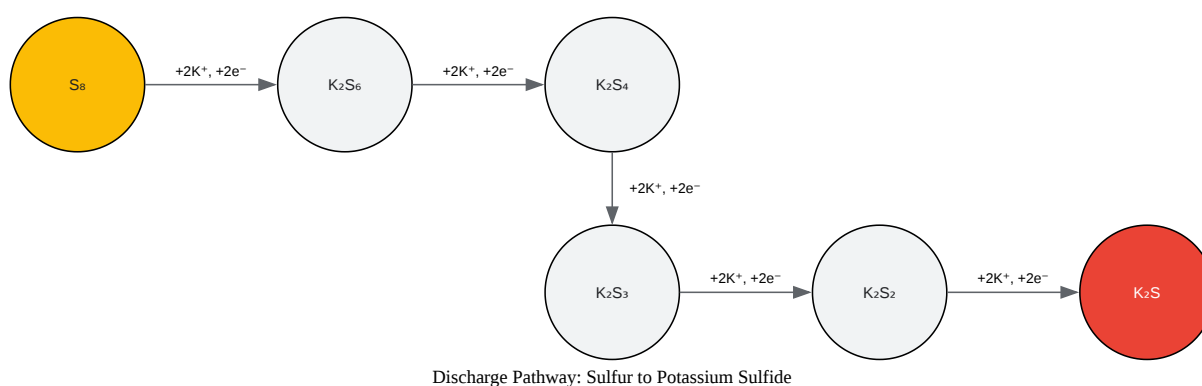 S₈
+2K⁺, +2e⁻
K₂S₆
+2K⁺, +2e⁻
K₂S₄
+2K⁺, +2e⁻
K₂S₃
+2K⁺, +2e⁻
K₂S₂
+2K⁺, +2e⁻
K₂S
Discharge Pathway: Sulfur to Potassium Sulfide